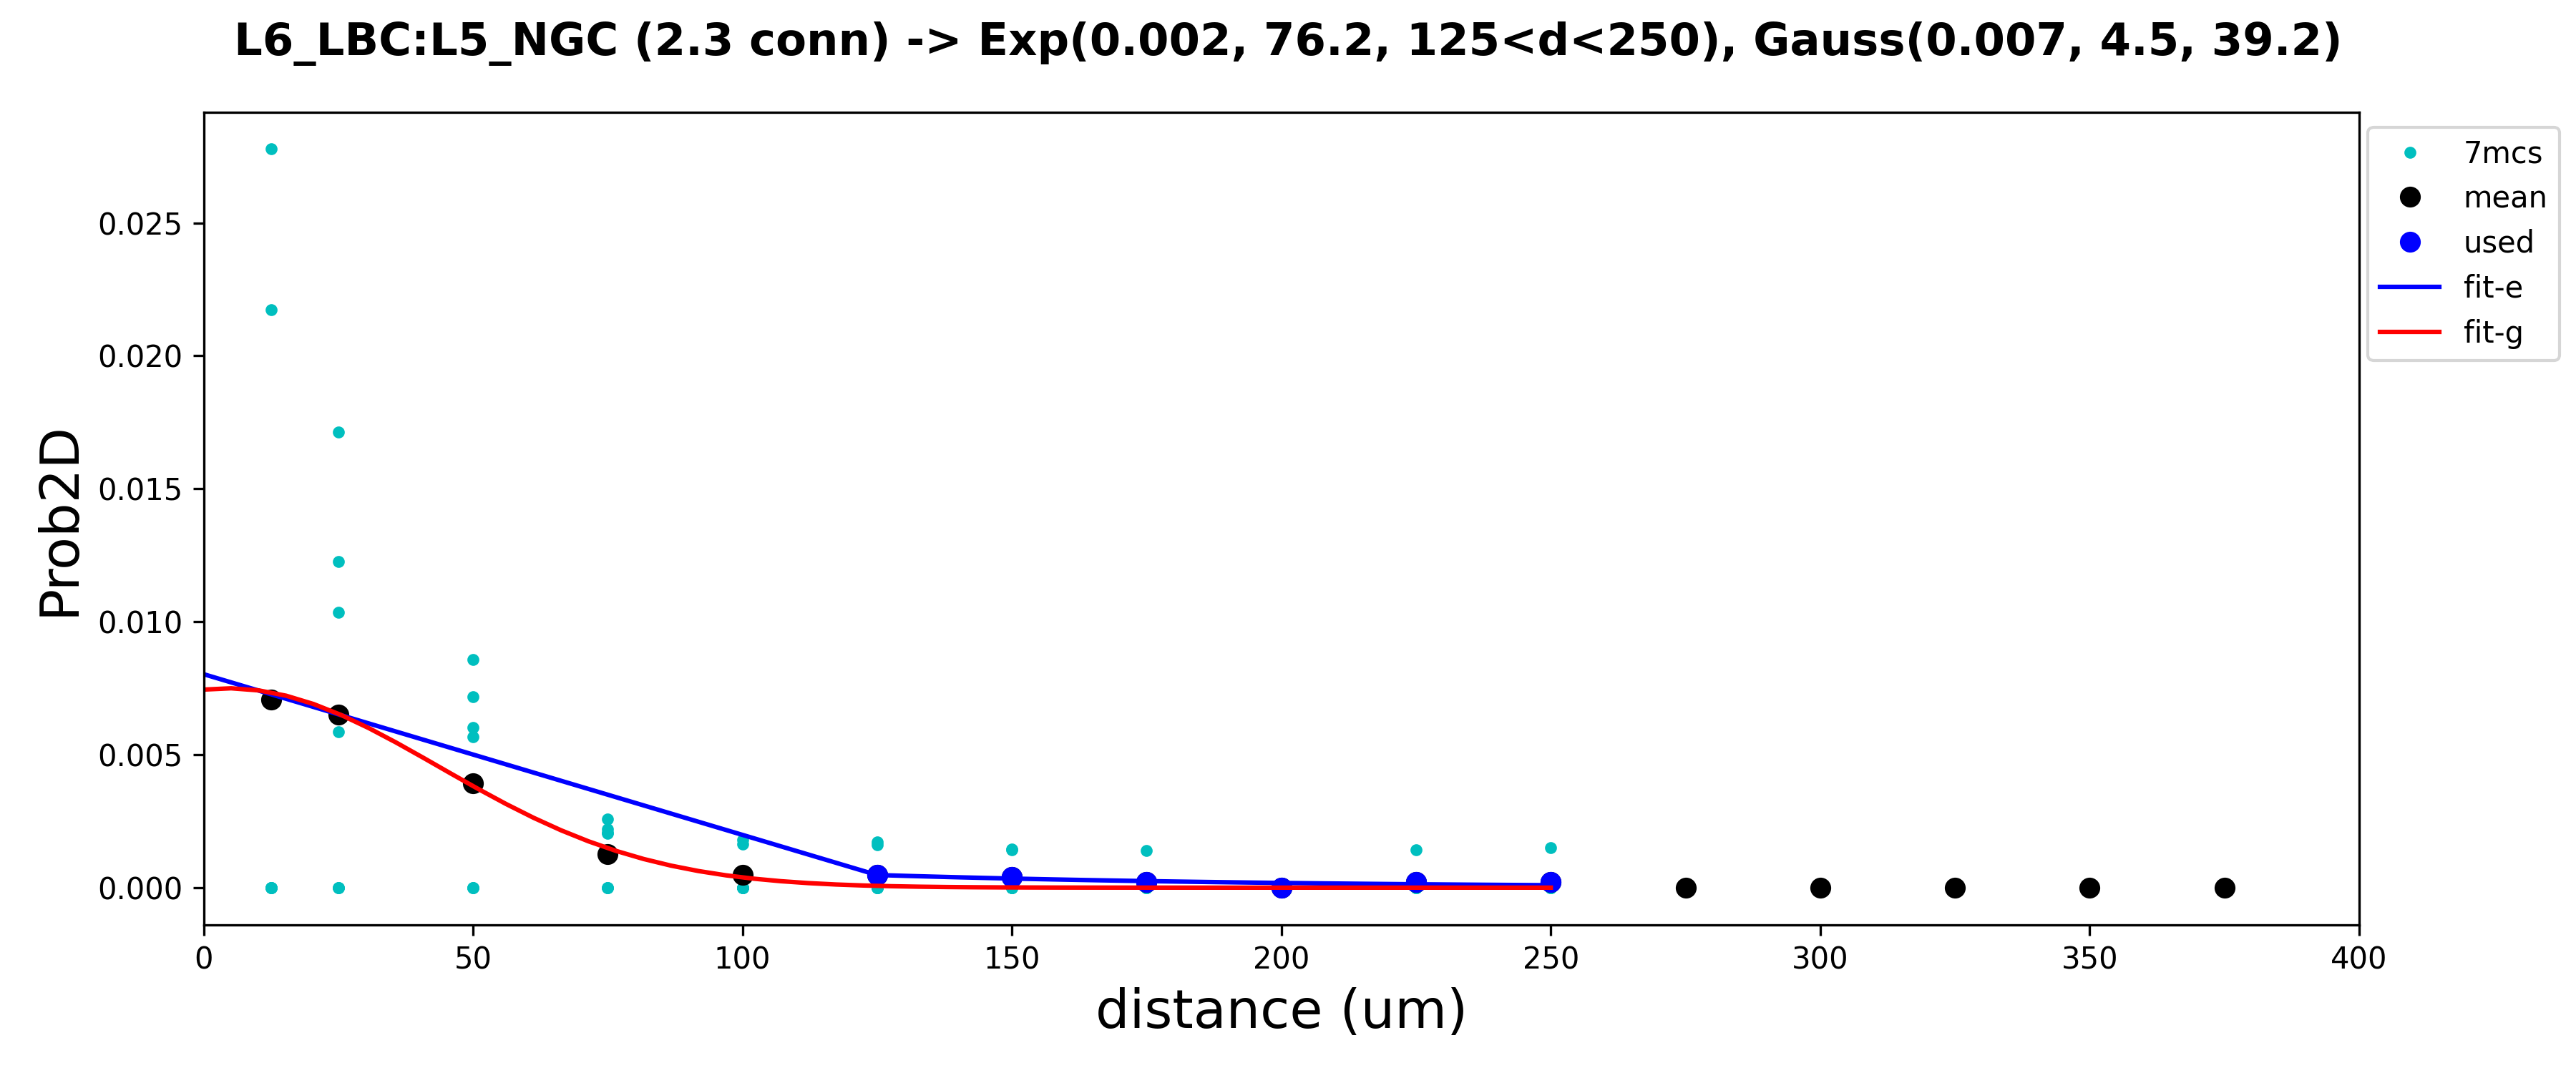 L6_LBC:L5_NGC (2.3 conn) -> Exp(0.002, 76.2, 125<d<250), Gauss(0.007, 4.5, 39.2)
7mcs
mean
used
fit-e
fit-g
Prob2D
0.025
0.020
0.015
0.010
0.005
0.000
0 50 100 150 200 250 300 350 400
distance (um)